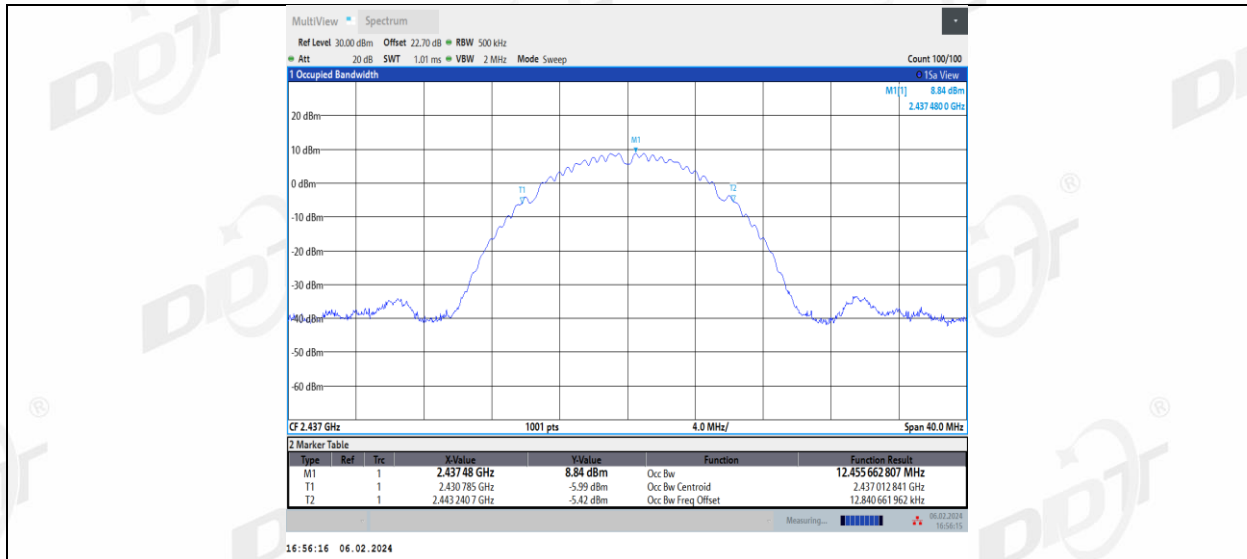 MultiView Spectrum
Ref Level 30.00 dBm Offset 22.70 dB RBW 500 kHz
Att 20 dB SWT 1.01 ms VBW 2 MHz Mode Sweep Count 100/100
1 Occupied Bandwidth 1Sa View
M1[1] 8.84 dBm
2.437 480 0 GHz
20 dBm
M1
10 dBm
0 dBm
T1 T2
-10 dBm
-20 dBm
-30 dBm
-40 dBm
-50 dBm
-60 dBm
CF 2.437 GHz 1001 pts 4.0 MHz/ Span 40.0 MHz
2 Marker Table
Type Ref Trc X-Value Y-Value Function Function Result
M1 1 2.437 48 GHz 8.84 dBm Occ Bw 12.455 662 807 MHz
T1 1 2.430 785 GHz -5.99 dBm Occ Bw Centroid 2.437 012 841 GHz
T2 1 2.443 240 7 GHz -5.42 dBm Occ Bw Freq Offset 12.840 661 962 kHz
Measuring... 06.02.2024
16:56:15
16:56:16 06.02.2024
DDT
®